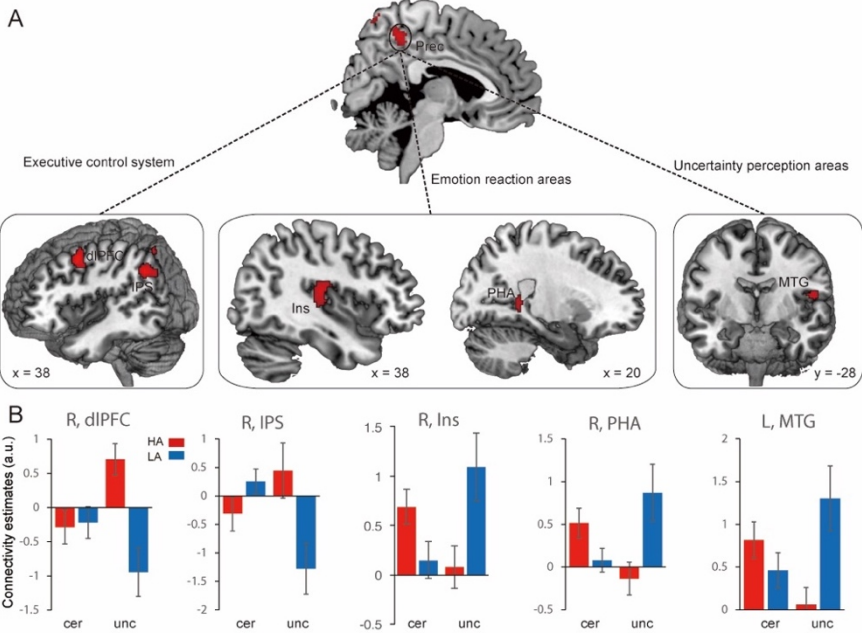 A
Prec
Executive control system
Emotion reaction areas
Uncertainty perception areas
dlPFC
IPS
x = 38
Ins
x = 38
PHA
x = 20
MTG
y = -28
B
R, dlPFC
R, IPS
R, Ins
R, PHA
L, MTG
HA
LA
Connectivity estimates (a.u.)
1
0.5
0
-0.5
-1
-1.5
cer unc
1
0.5
0
-0.5
-1
-1.5
-2
cer unc
1.5
1
0.5
0
-0.5
cer unc
1.5
1
0.5
0
-0.5
cer unc
2
1.5
1
0.5
0
cer unc